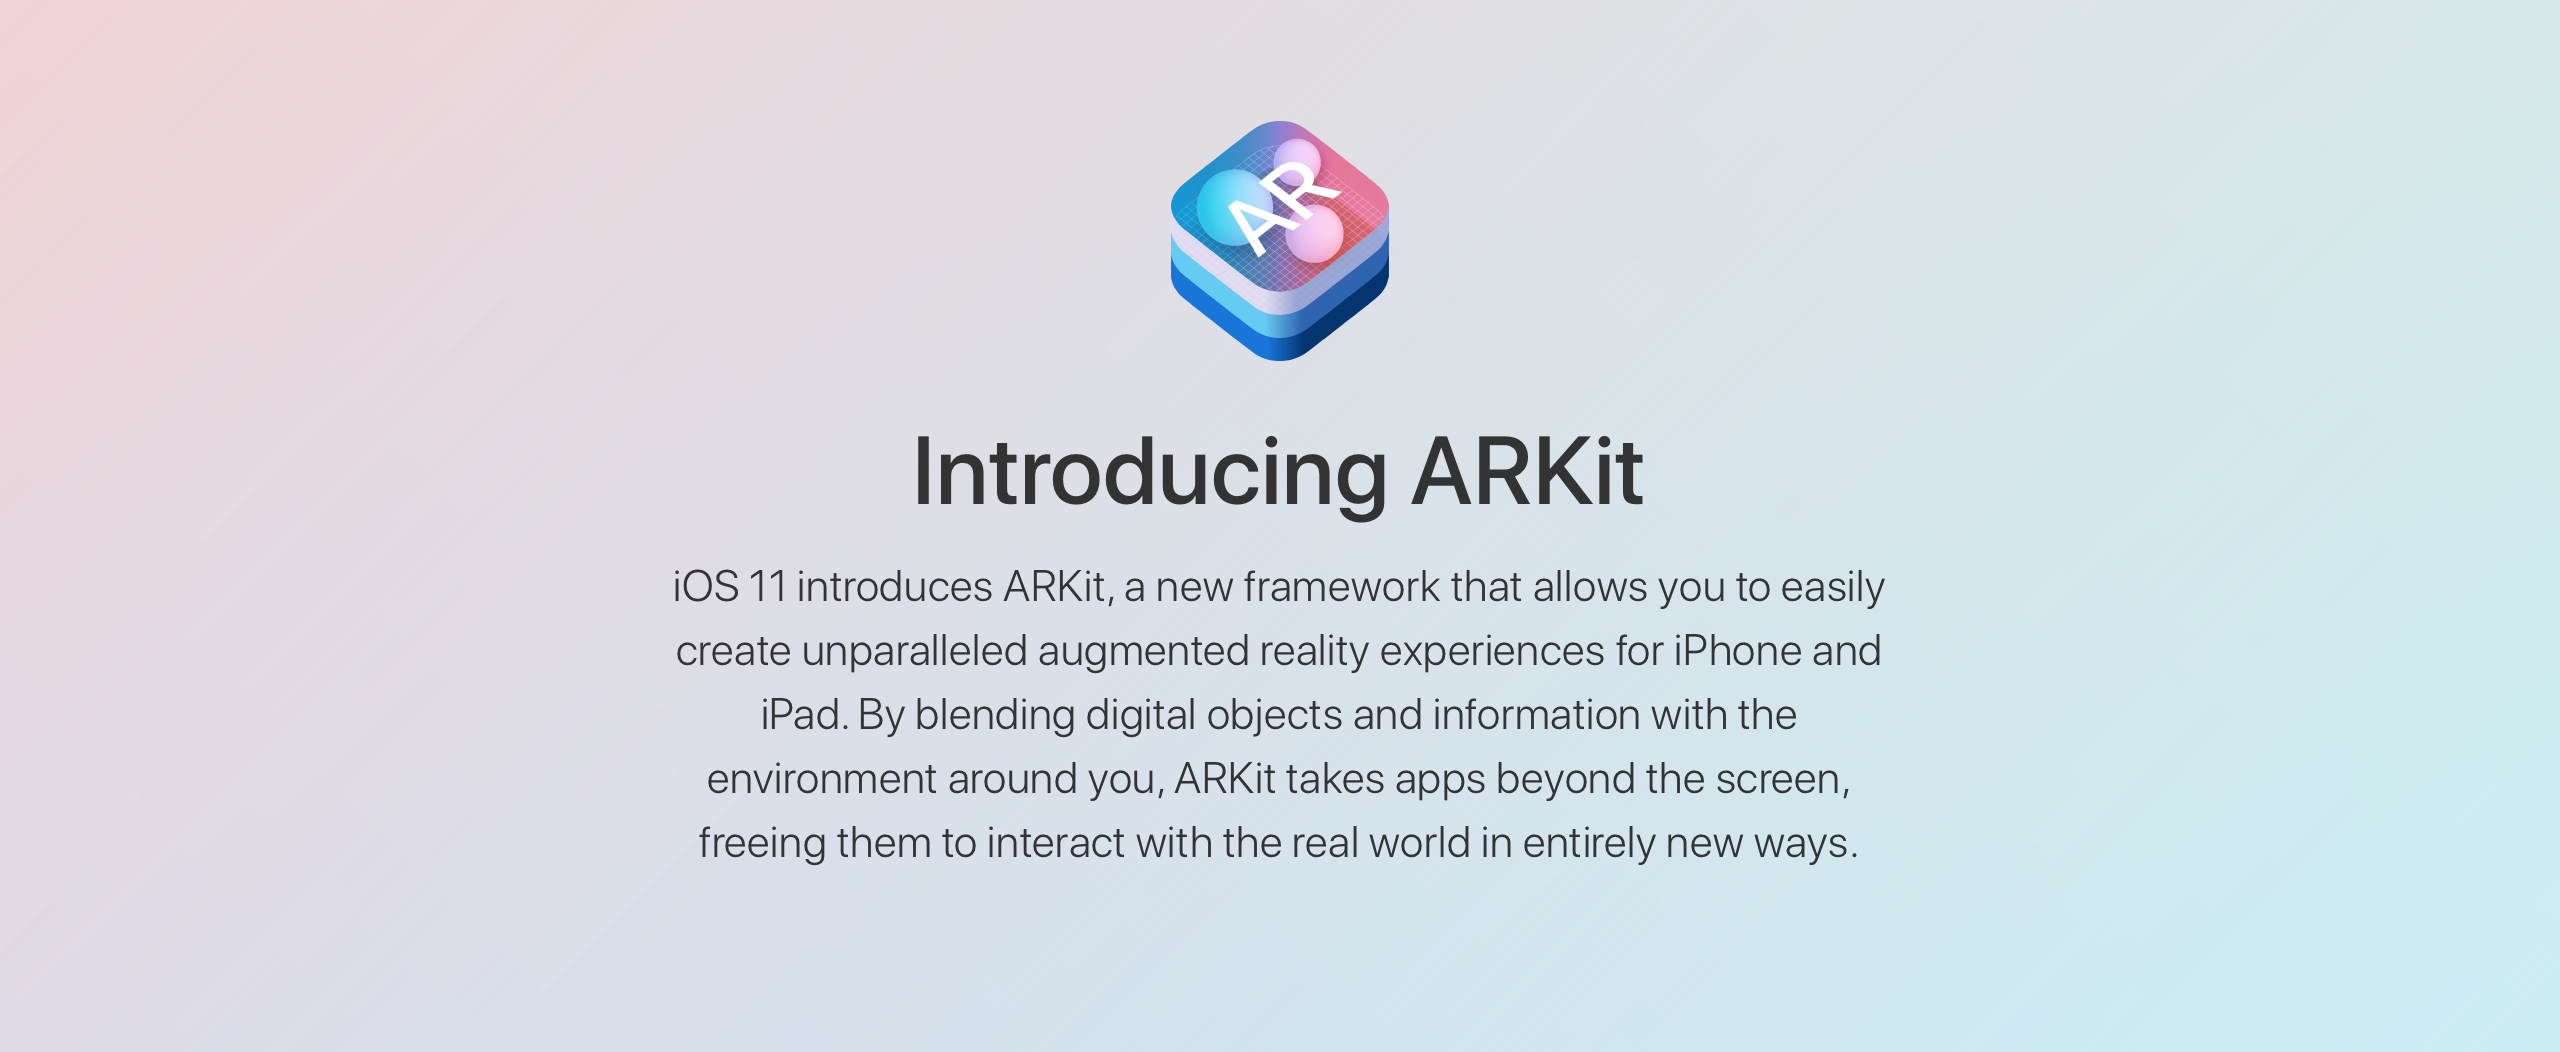 AR
Introducing ARKit
iOS 11 introduces ARKit, a new framework that allows you to easily
create unparalleled augmented reality experiences for iPhone and
iPad. By blending digital objects and information with the
environment around you, ARKit takes apps beyond the screen,
freeing them to interact with the real world in entirely new ways.